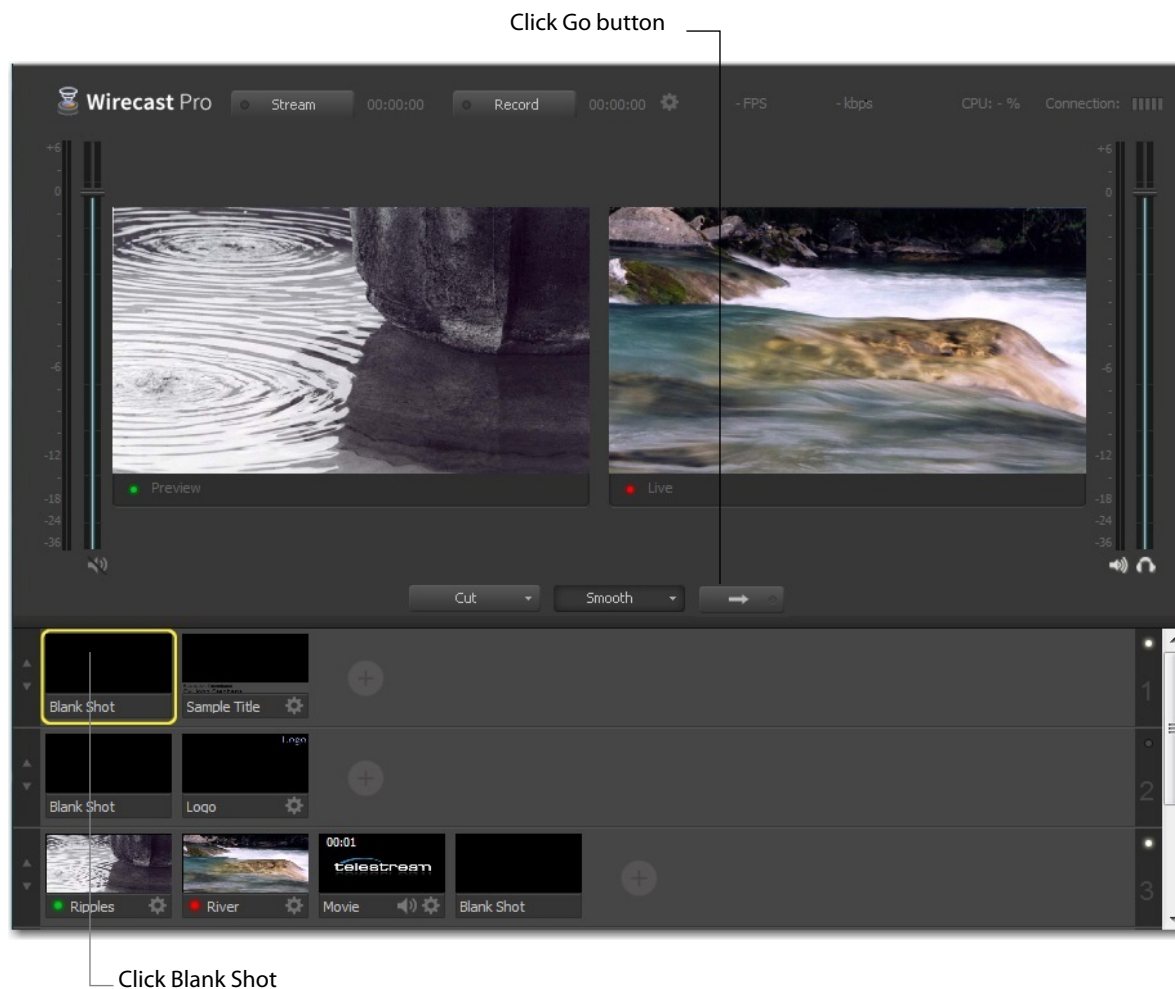 Click Go button
Wirecast Pro Stream 00:00:00 Record 00:00:00 - FPS - kbps CPU: - % Connection:
+6 +6
0 0
-6 -6
-12 -12
-18 -18
-24 -24
-36 -36
Preview Live
Cut Smooth
Blank Shot Sample Title 1
Logo
Blank Shot Logo 2
00:01
telestream
Ripples River Movie Blank Shot 3
Click Blank Shot